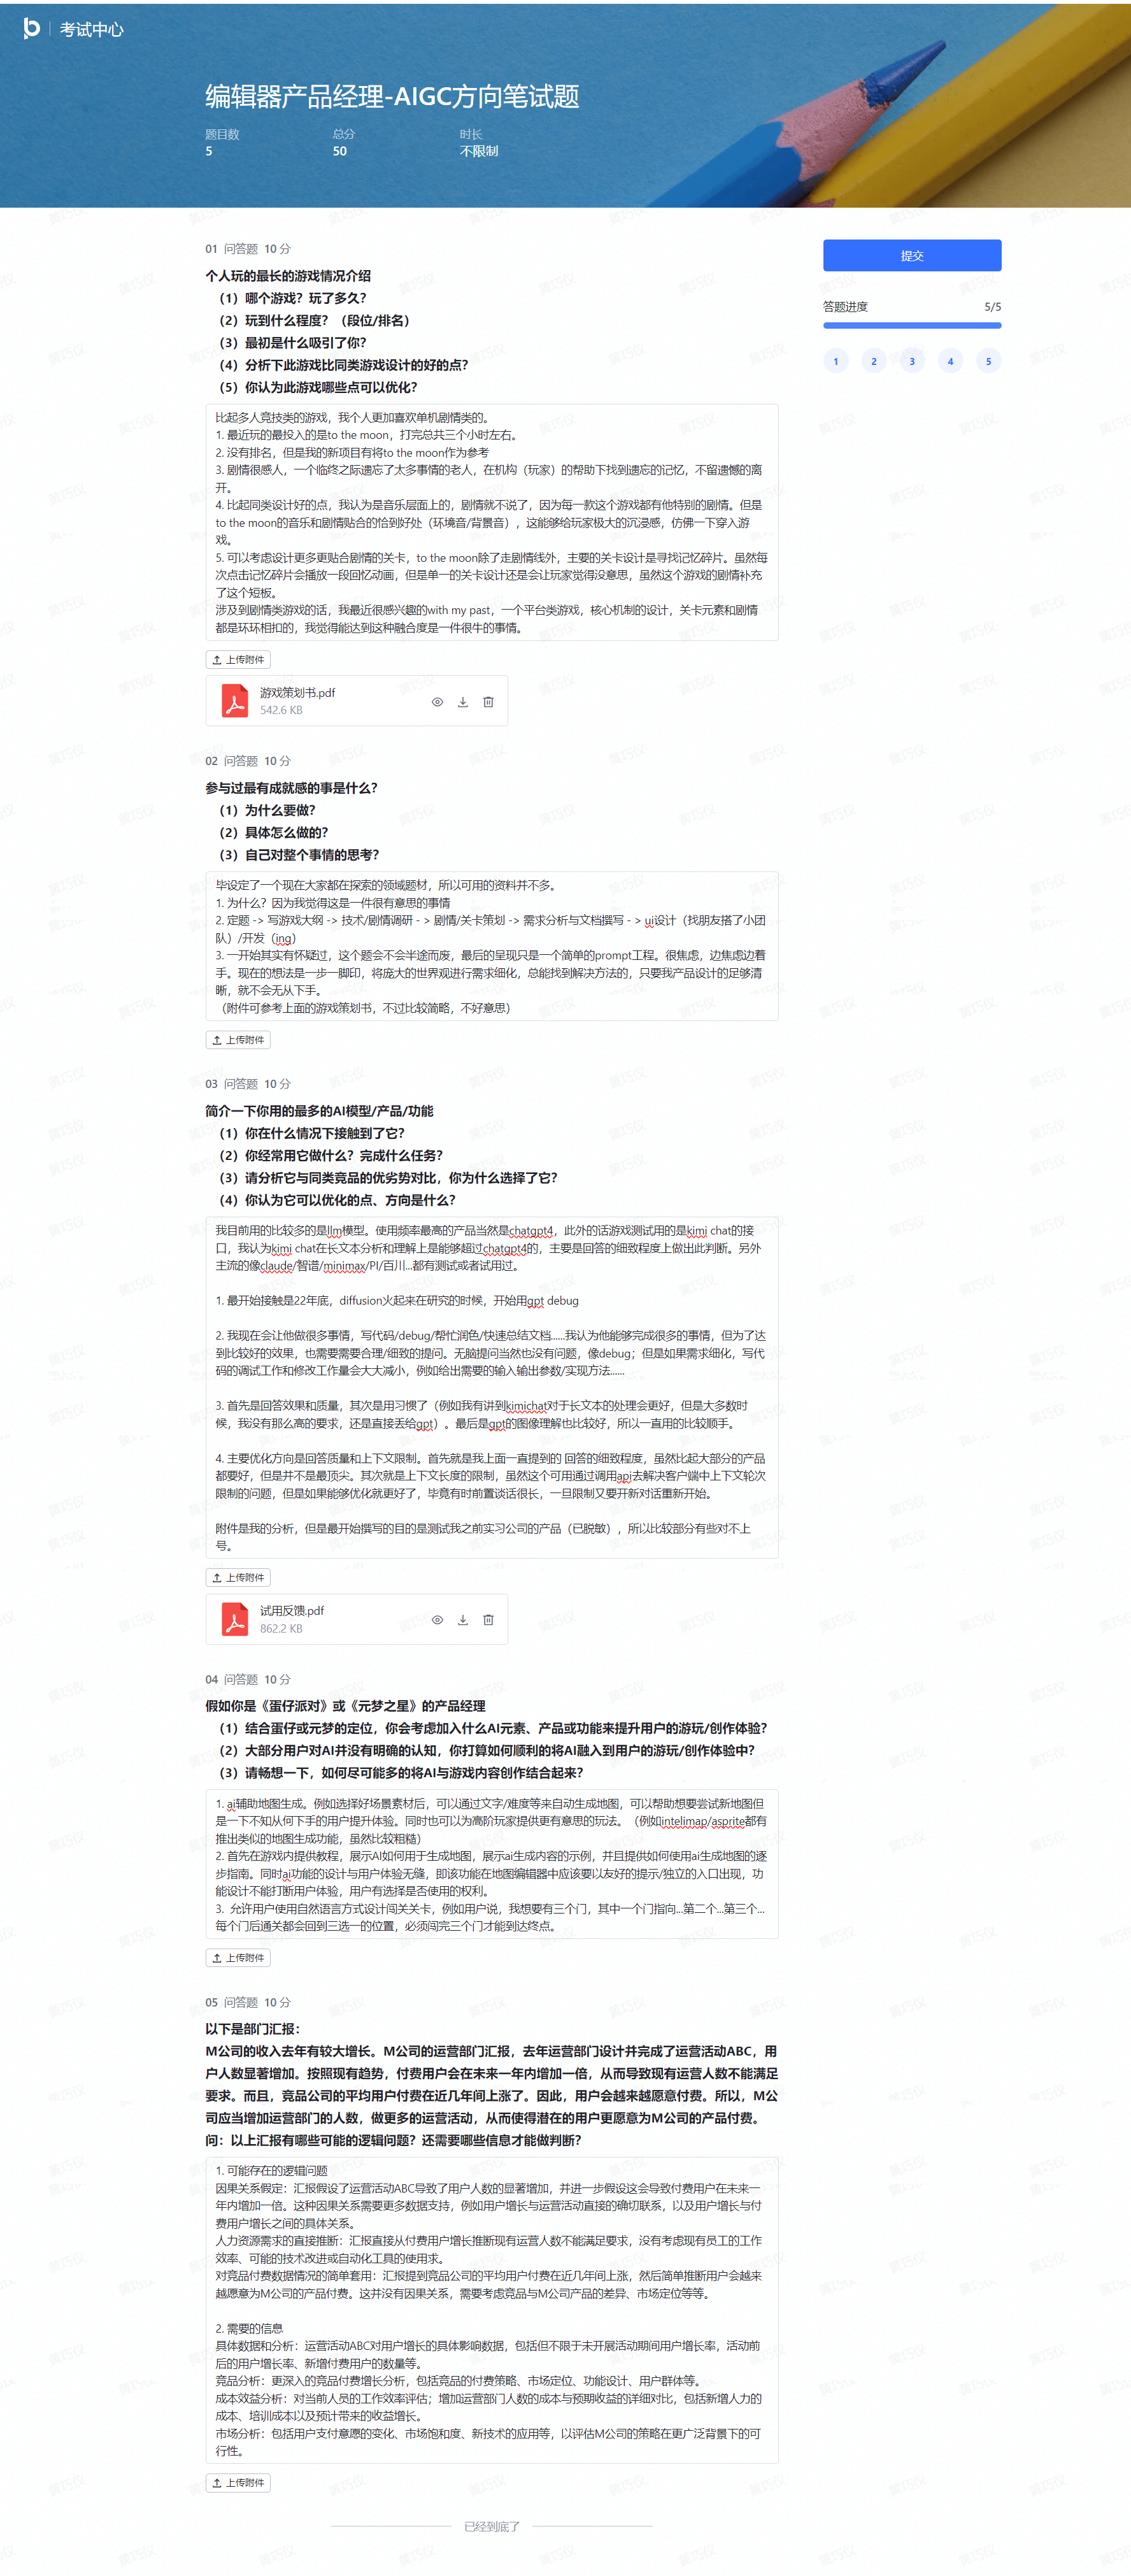 考试中心
编辑器产品经理-AIGC方向笔试题
题目数
总分
时长
5
50
不限制
01 问答题 10 分
个人玩的最长的游戏情况介绍
（1）哪个游戏？玩了多久？
（2）玩到什么程度？（段位/排名）
（3）最初是什么吸引了你？
（4）分析下此游戏比同类游戏设计的好的点？
（5）你认为此游戏哪些点可以优化？
比起多人竞技类的游戏，我个人更加喜欢单机剧情类的。
1. 最近玩的最投入的是to the moon，打完总共三个小时左右。
2. 没有排名，但是我的新项目有将to the moon作为参考
3. 剧情很感人，一个临终之际遗忘了太多事情的老人，在机构（玩家）的帮助下找到遗忘的记忆，不留遗憾的离
开。
4. 比起同类设计好的点，我认为是音乐层面上的，剧情就不说了，因为每一款这个游戏都有他特别的剧情。但是
to the moon的音乐和剧情贴合的恰到好处（环境音/背景音），这能够给玩家极大的沉浸感，仿佛一下穿入游
戏。
5. 可以考虑设计更多更贴合剧情的关卡，to the moon除了走剧情线外，主要的关卡设计是寻找记忆碎片。虽然每
次点击记忆碎片会播放一段回忆动画，但是单一的关卡设计还是会让玩家觉得没意思，虽然这个游戏的剧情补充
了这个短板。
涉及到剧情类游戏的话，我最近很感兴趣的with my past，一个平台类游戏，核心机制的设计，关卡元素和剧情
都是环环相扣的，我觉得能达到这种融合度是一件很牛的事情。
上传附件
游戏策划书.pdf
542.6 KB
02 问答题 10 分
参与过最有成就感的事是什么？
（1）为什么要做？
（2）具体怎么做的？
（3）自己对整个事情的思考？
毕设定了一个现在大家都在探索的领域题材，所以可用的资料并不多。
1. 为什么？因为我觉得这是一件很有意思的事情
2. 定题 -> 写游戏大纲 -> 技术/剧情调研 - > 剧情/关卡策划 -> 需求分析与文档撰写 - > ui设计（找朋友搭了小团
队）/开发（ing）
3. 一开始其实有怀疑过，这个题会不会半途而废，最后的呈现只是一个简单的prompt工程。很焦虑，边焦虑边着
手。现在的想法是一步一脚印，将庞大的世界观进行需求细化，总能找到解决方法的，只要我产品设计的足够清
晰，就不会无从下手。
（附件可参考上面的游戏策划书，不过比较简略，不好意思）
上传附件
03 问答题 10 分
简介一下你用的最多的AI模型/产品/功能
（1）你在什么情况下接触到了它？
（2）你经常用它做什么？完成什么任务？
（3）请分析它与同类竞品的优劣势对比，你为什么选择了它？
（4）你认为它可以优化的点、方向是什么？
我目前用的比较多的是llm模型。使用频率最高的产品当然是chatgpt4，此外的话游戏测试用的是kimi chat的接
口，我认为kimi chat在长文本分析和理解上是能够超过chatgpt4的，主要是回答的细致程度上做出此判断。另外
主流的像claude/智谱/minimax/PI/百川...都有测试或者试用过。
1. 最开始接触是22年底，diffusion火起来在研究的时候，开始用gpt debug
2. 我现在会让他做很多事情，写代码/debug/帮忙润色/快速总结文档......我认为他能够完成很多的事情，但为了达
到比较好的效果，也需要需要合理/细致的提问。无脑提问当然也没有问题，像debug；但是如果需求细化，写代
码的调试工作和修改工作量会大大减小，例如给出需要的输入输出参数/实现方法......
3. 首先是回答效果和质量，其次是用习惯了（例如我有讲到kimichat对于长文本的处理会更好，但是大多数时
候，我没有那么高的要求，还是直接丢给gpt）。最后是gpt的图像理解也比较好，所以一直用的比较顺手。
4. 主要优化方向是回答质量和上下文限制。首先就是我上面一直提到的 回答的细致程度，虽然比起大部分的产品
都要好，但是并不是最顶尖。其次就是上下文长度的限制，虽然这个可用通过调用api去解决客户端中上下文轮次
限制的问题，但是如果能够优化就更好了，毕竟有时前置谈话很长，一旦限制又要开新对话重新开始。
附件是我的分析，但是最开始撰写的目的是测试我之前实习公司的产品（已脱敏），所以比较部分有些对不上
号。
上传附件
试用反馈.pdf
862.2 KB
04 问答题 10 分
假如你是《蛋仔派对》或《元梦之星》的产品经理
（1）结合蛋仔或元梦的定位，你会考虑加入什么AI元素、产品或功能来提升用户的游玩/创作体验？
（2）大部分用户对AI并没有明确的认知，你打算如何顺利的将AI融入到用户的游玩/创作体验中？
（3）请畅想一下，如何尽可能多的将AI与游戏内容创作结合起来？
1. ai辅助地图生成。例如选择好场景素材后，可以通过文字/难度等来自动生成地图，可以帮助想要尝试新地图但
是一下不知从何下手的用户提升体验。同时也可以为高阶玩家提供更有意思的玩法。（例如intelimap/asprite都有
推出类似的地图生成功能，虽然比较粗糙）
2. 首先在游戏内提供教程，展示AI如何用于生成地图，展示ai生成内容的示例，并且提供如何使用ai生成地图的逐
步指南。同时ai功能的设计与用户体验无缝，即该功能在地图编辑器中应该要以友好的提示/独立的入口出现，功
能设计不能打断用户体验，用户有选择是否使用的权利。
3. 允许用户使用自然语言方式设计闯关关卡，例如用户说，我想要有三个门，其中一个门指向...第二个...第三个...
每个门后通关都会回到三选一的位置，必须闯完三个门才能到达终点。
上传附件
05 问答题 10 分
以下是部门汇报：
M公司的收入去年有较大增长。M公司的运营部门汇报，去年运营部门设计并完成了运营活动ABC，用
户人数显著增加。按照现有趋势，付费用户会在未来一年内增加一倍，从而导致现有运营人数不能满足
要求。而且，竞品公司的平均用户付费在近几年间上涨了。因此，用户会越来越愿意付费。所以，M公
司应当增加运营部门的人数，做更多的运营活动，从而使得潜在的用户更愿意为M公司的产品付费。
问：以上汇报有哪些可能的逻辑问题？还需要哪些信息才能做判断？
1. 可能存在的逻辑问题
因果关系假定：汇报假设了运营活动ABC导致了用户人数的显著增加，并进一步假设这会导致付费用户在未来一
年内增加一倍。这种因果关系需要更多数据支持，例如用户增长与运营活动直接的确切联系，以及用户增长与付
费用户增长之间的具体关系。
人力资源需求的直接推断：汇报直接从付费用户增长推断现有运营人数不能满足要求，没有考虑现有员工的工作
效率、可能的技术改进或自动化工具的使用求。
对竞品付费数据情况的简单套用：汇报提到竞品公司的平均用户付费在近几年间上涨，然后简单推断用户会越来
越愿意为M公司的产品付费。这并没有因果关系，需要考虑竞品与M公司产品的差异、市场定位等等。
2. 需要的信息
具体数据和分析：运营活动ABC对用户增长的具体影响数据，包括但不限于未开展活动期间用户增长率，活动前
后的用户增长率、新增付费用户的数量等。
竞品分析：更深入的竞品付费增长分析，包括竞品的付费策略、市场定位、功能设计、用户群体等。
成本效益分析：对当前人员的工作效率评估；增加运营部门人数的成本与预期收益的详细对比，包括新增人力的
成本、培训成本以及预计带来的收益增长。
市场分析：包括用户支付意愿的变化、市场饱和度、新技术的应用等，以评估M公司的策略在更广泛背景下的可
行性。
上传附件
已经到底了
提交
答题进度 5/5
1 2 3 4 5
黄巧仪